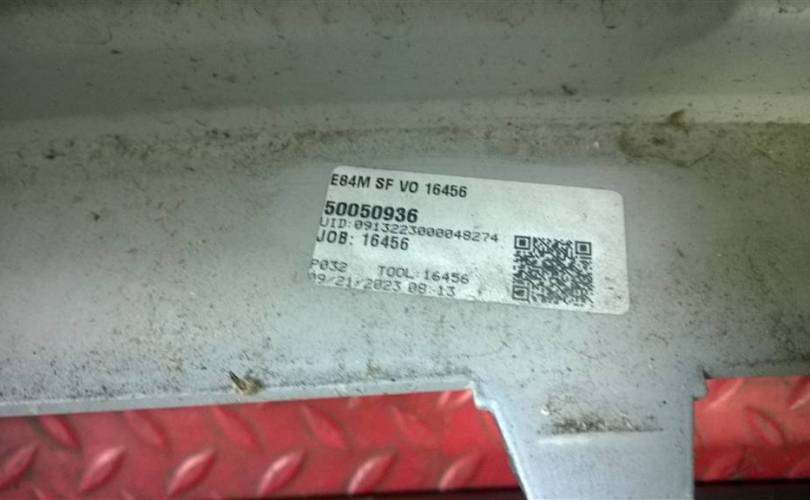 E84M SF VO 16456
50050936
UID:0913223000048274
JOB: 16456
P032 TOOL:16456
09/21/2023 08:13